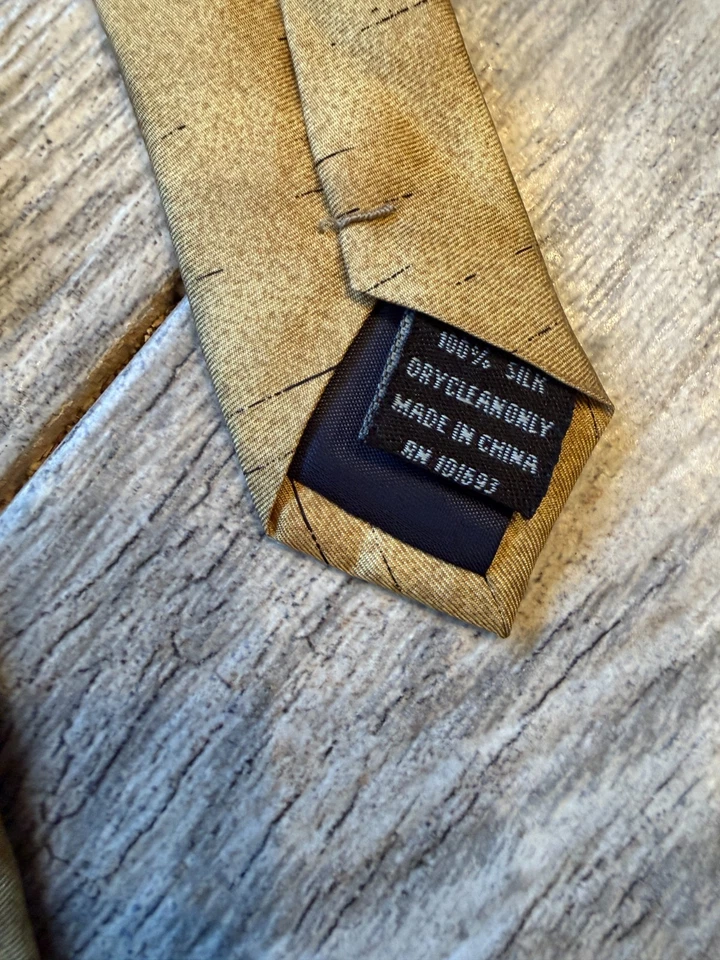 100% SILK
DRYCLEANONLY
MADE IN CHINA
RN 101693